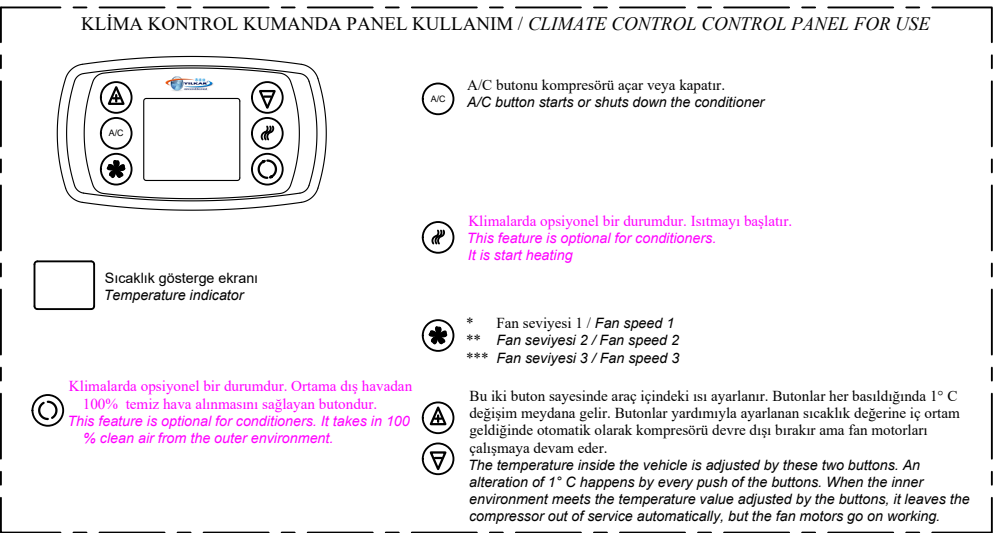 KLİMA KONTROL KUMANDA PANEL KULLANIM / CLIMATE CONTROL CONTROL PANEL FOR USE
YILKAR
A/C
A/C
A/C butonu kompresörü açar veya kapatır.
A/C button starts or shuts down the conditioner
Klimalarda opsiyonel bir durumdur. Isıtmayı başlatır.
This feature is optional for conditioners.
It is start heating
Sıcaklık gösterge ekranı
Temperature indicator
* Fan seviyesi 1 / Fan speed 1
** Fan seviyesi 2 / Fan speed 2
*** Fan seviyesi 3 / Fan speed 3
Klimalarda opsiyonel bir durumdur. Ortama dış havadan
100% temiz hava alınmasını sağlayan butondur.
This feature is optional for conditioners. It takes in 100
% clean air from the outer environment.
Bu iki buton sayesinde araç içindeki ısı ayarlanır. Butonlar her basıldığında 1° C
değişim meydana gelir. Butonlar yardımıyla ayarlanan sıcaklık değerine iç ortam
geldiğinde otomatik olarak kompresörü devre dışı bırakır ama fan motorları
çalışmaya devam eder.
The temperature inside the vehicle is adjusted by these two buttons. An
alteration of 1° C happens by every push of the buttons. When the inner
environment meets the temperature value adjusted by the buttons, it leaves the
compressor out of service automatically, but the fan motors go on working.